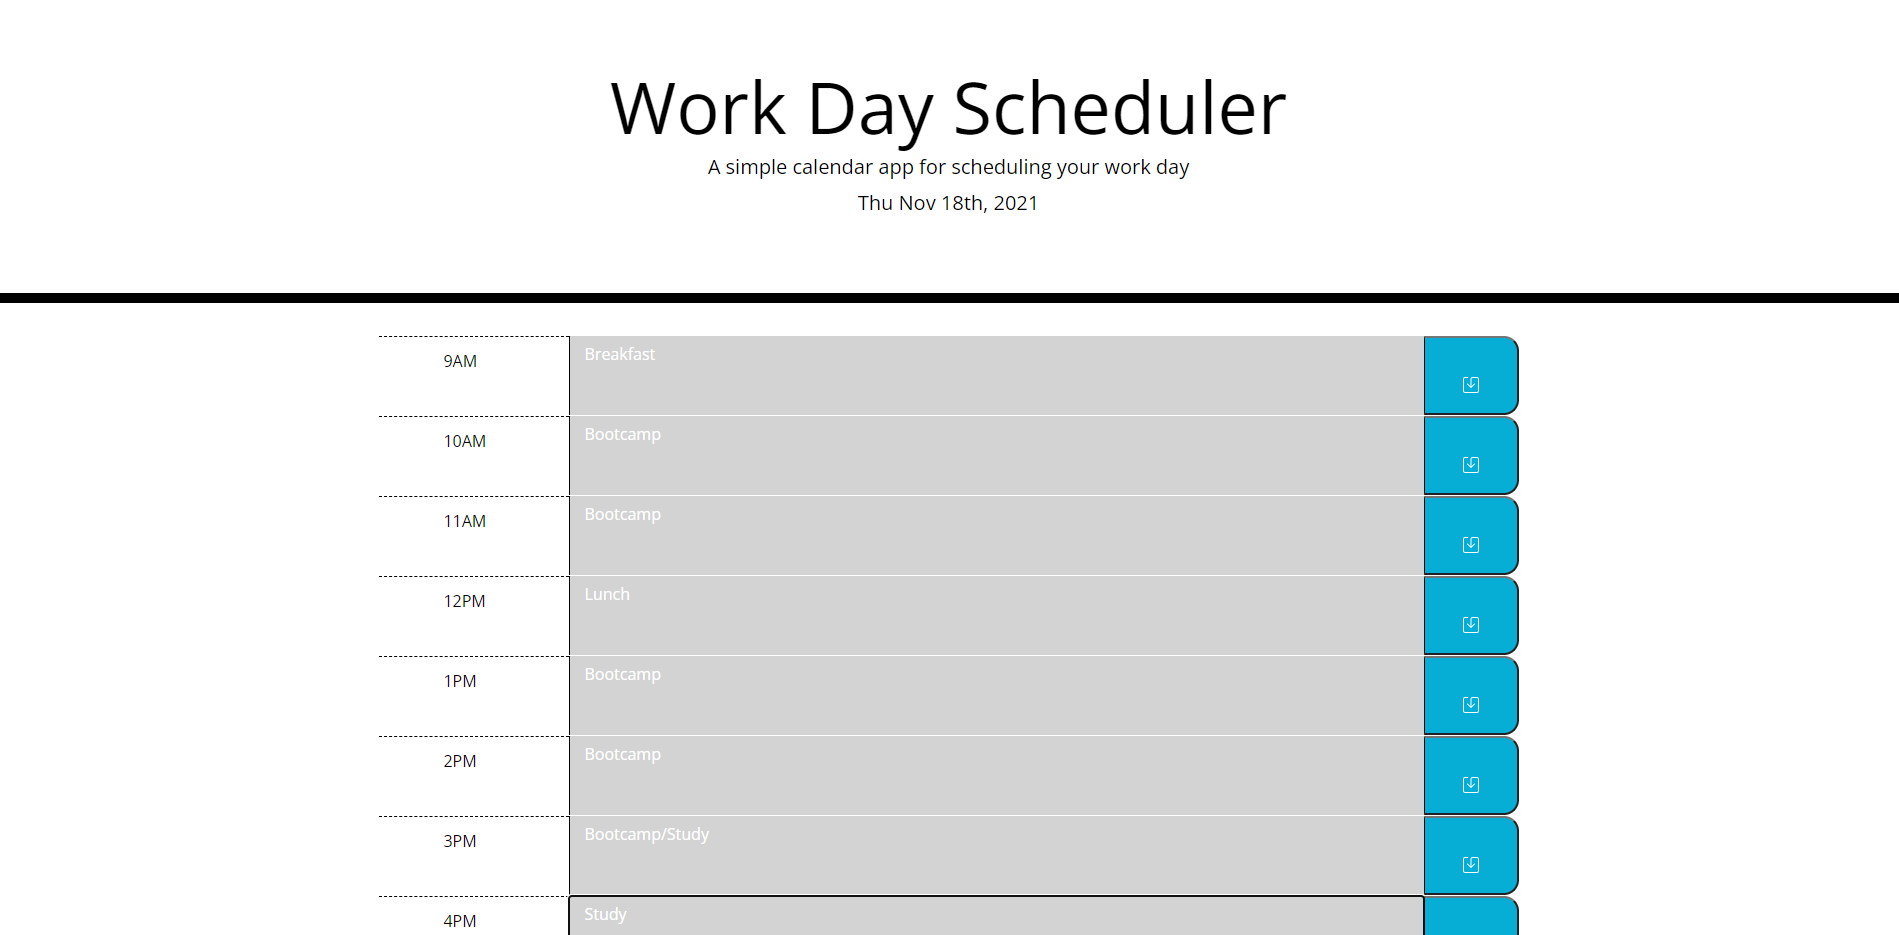 Work Day Scheduler
A simple calendar app for scheduling your work day
Thu Nov 18th, 2021
9AM Breakfast
10AM Bootcamp
11AM Bootcamp
12PM Lunch
1PM Bootcamp
2PM Bootcamp
3PM Bootcamp/Study
4PM Study